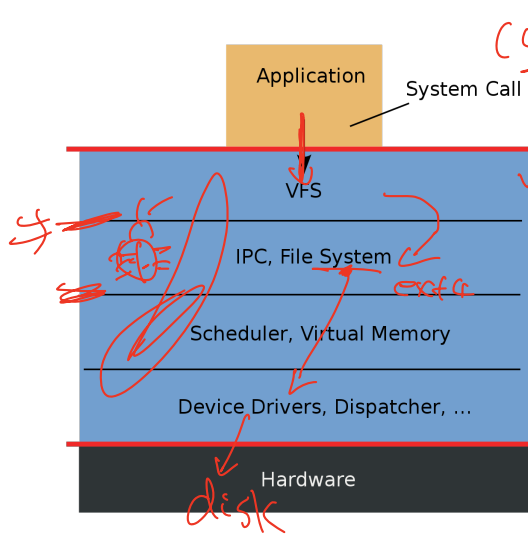 Application
System Call
VFS
IPC, File System
ext4
Scheduler, Virtual Memory
Device Drivers, Dispatcher, ...
Hardware
disk